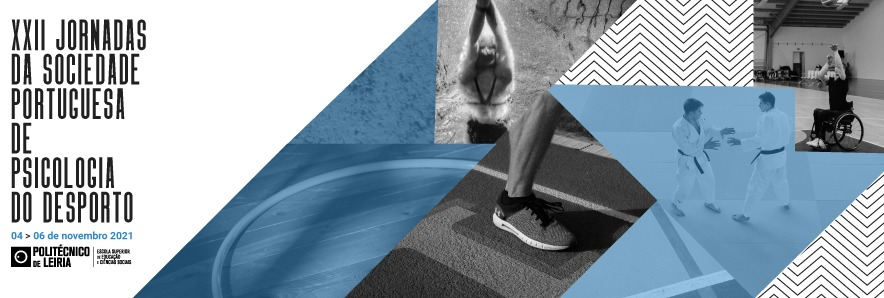 XXII JORNADAS
DA SOCIEDADE
PORTUGUESA
DE
PSICOLOGIA
DO DESPORTO
04 > 06 de novembro 2021
POLITÉCNICO
DE LEIRIA
ESCOLA SUPERIOR
DE EDUCAÇÃO
E CIÊNCIAS SOCIAIS